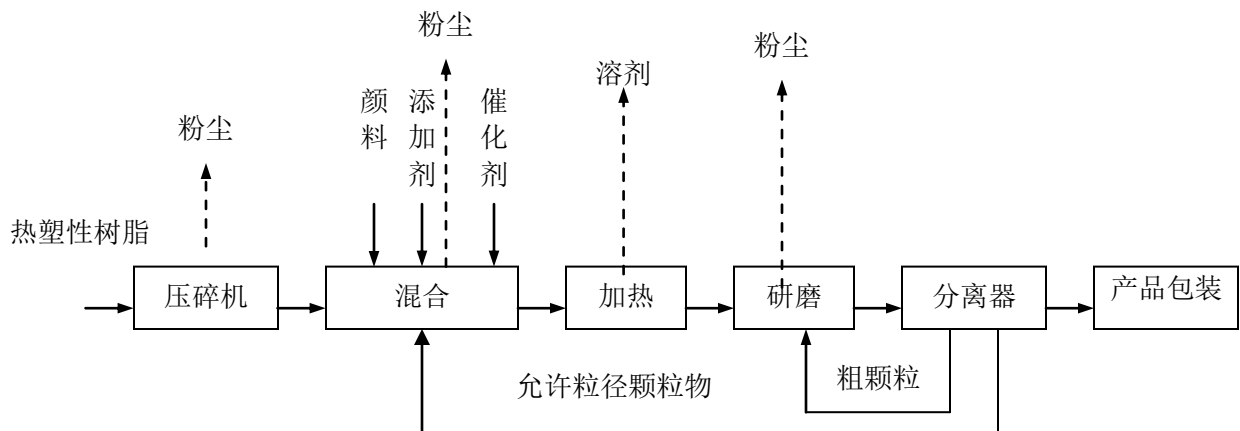 粉尘
粉尘
溶剂
颜料
添加剂
催化剂
粉尘
热塑性树脂
压碎机
混合
加热
研磨
分离器
产品包装
粗颗粒
允许粒径颗粒物